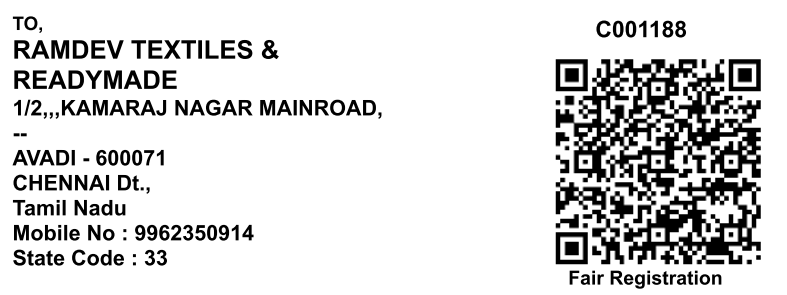 TO,
RAMDEV TEXTILES &
READYMADE
1/2,,,KAMARAJ NAGAR MAINROAD,
--
AVADI - 600071
CHENNAI Dt.,
Tamil Nadu
Mobile No : 9962350914
State Code : 33
C001188
Fair Registration